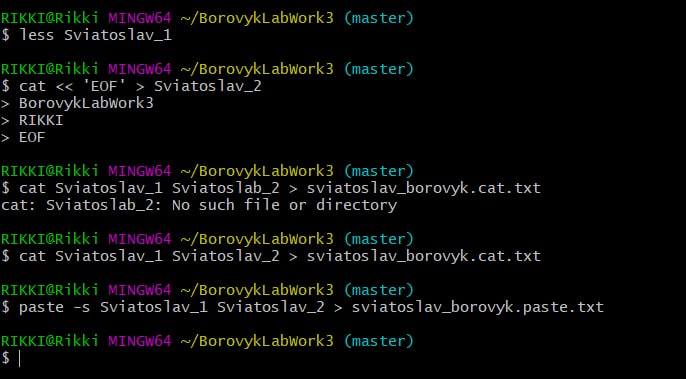 RIKKI@Rikki MINGW64 ~/BorovykLabWork3 (master)
$ less Sviatoslav_1
RIKKI@Rikki MINGW64 ~/BorovykLabWork3 (master)
$ cat << 'EOF' > Sviatoslav_2
> BorovykLabWork3
> RIKKI
> EOF
RIKKI@Rikki MINGW64 ~/BorovykLabWork3 (master)
$ cat Sviatoslav_1 Sviatoslab_2 > sviatoslav_borovyk.cat.txt
cat: Sviatoslab_2: No such file or directory
RIKKI@Rikki MINGW64 ~/BorovykLabWork3 (master)
$ cat Sviatoslav_1 Sviatoslav_2 > sviatoslav_borovyk.cat.txt
RIKKI@Rikki MINGW64 ~/BorovykLabWork3 (master)
$ paste -s Sviatoslav_1 Sviatoslav_2 > sviatoslav_borovyk.paste.txt
RIKKI@Rikki MINGW64 ~/BorovykLabWork3 (master)
$